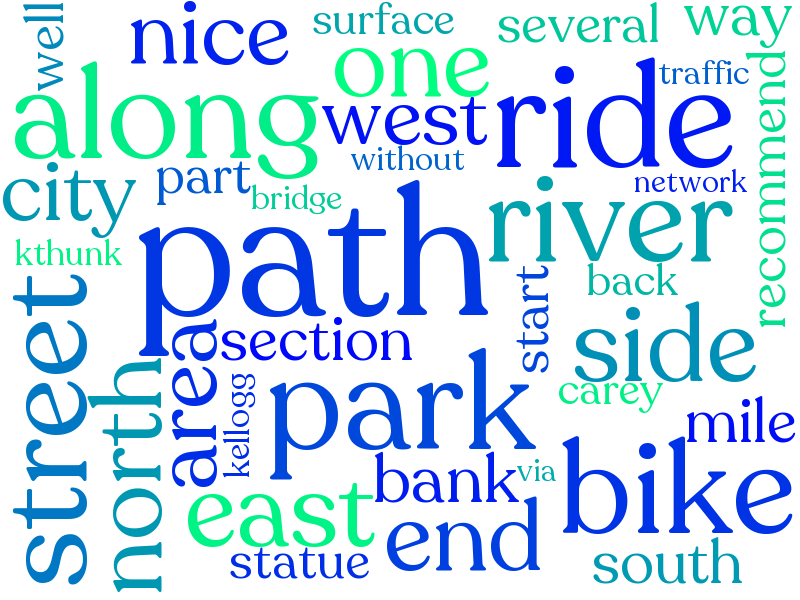 well
nice
surface
several
way
along
one
west
ride
traffic
recommend
city
part
without
network
bridge
path
river
kthunk
back
street
north
area
section
start
side
kellogg
park
carey
mile
east
bank
via
bike
statue
end
south